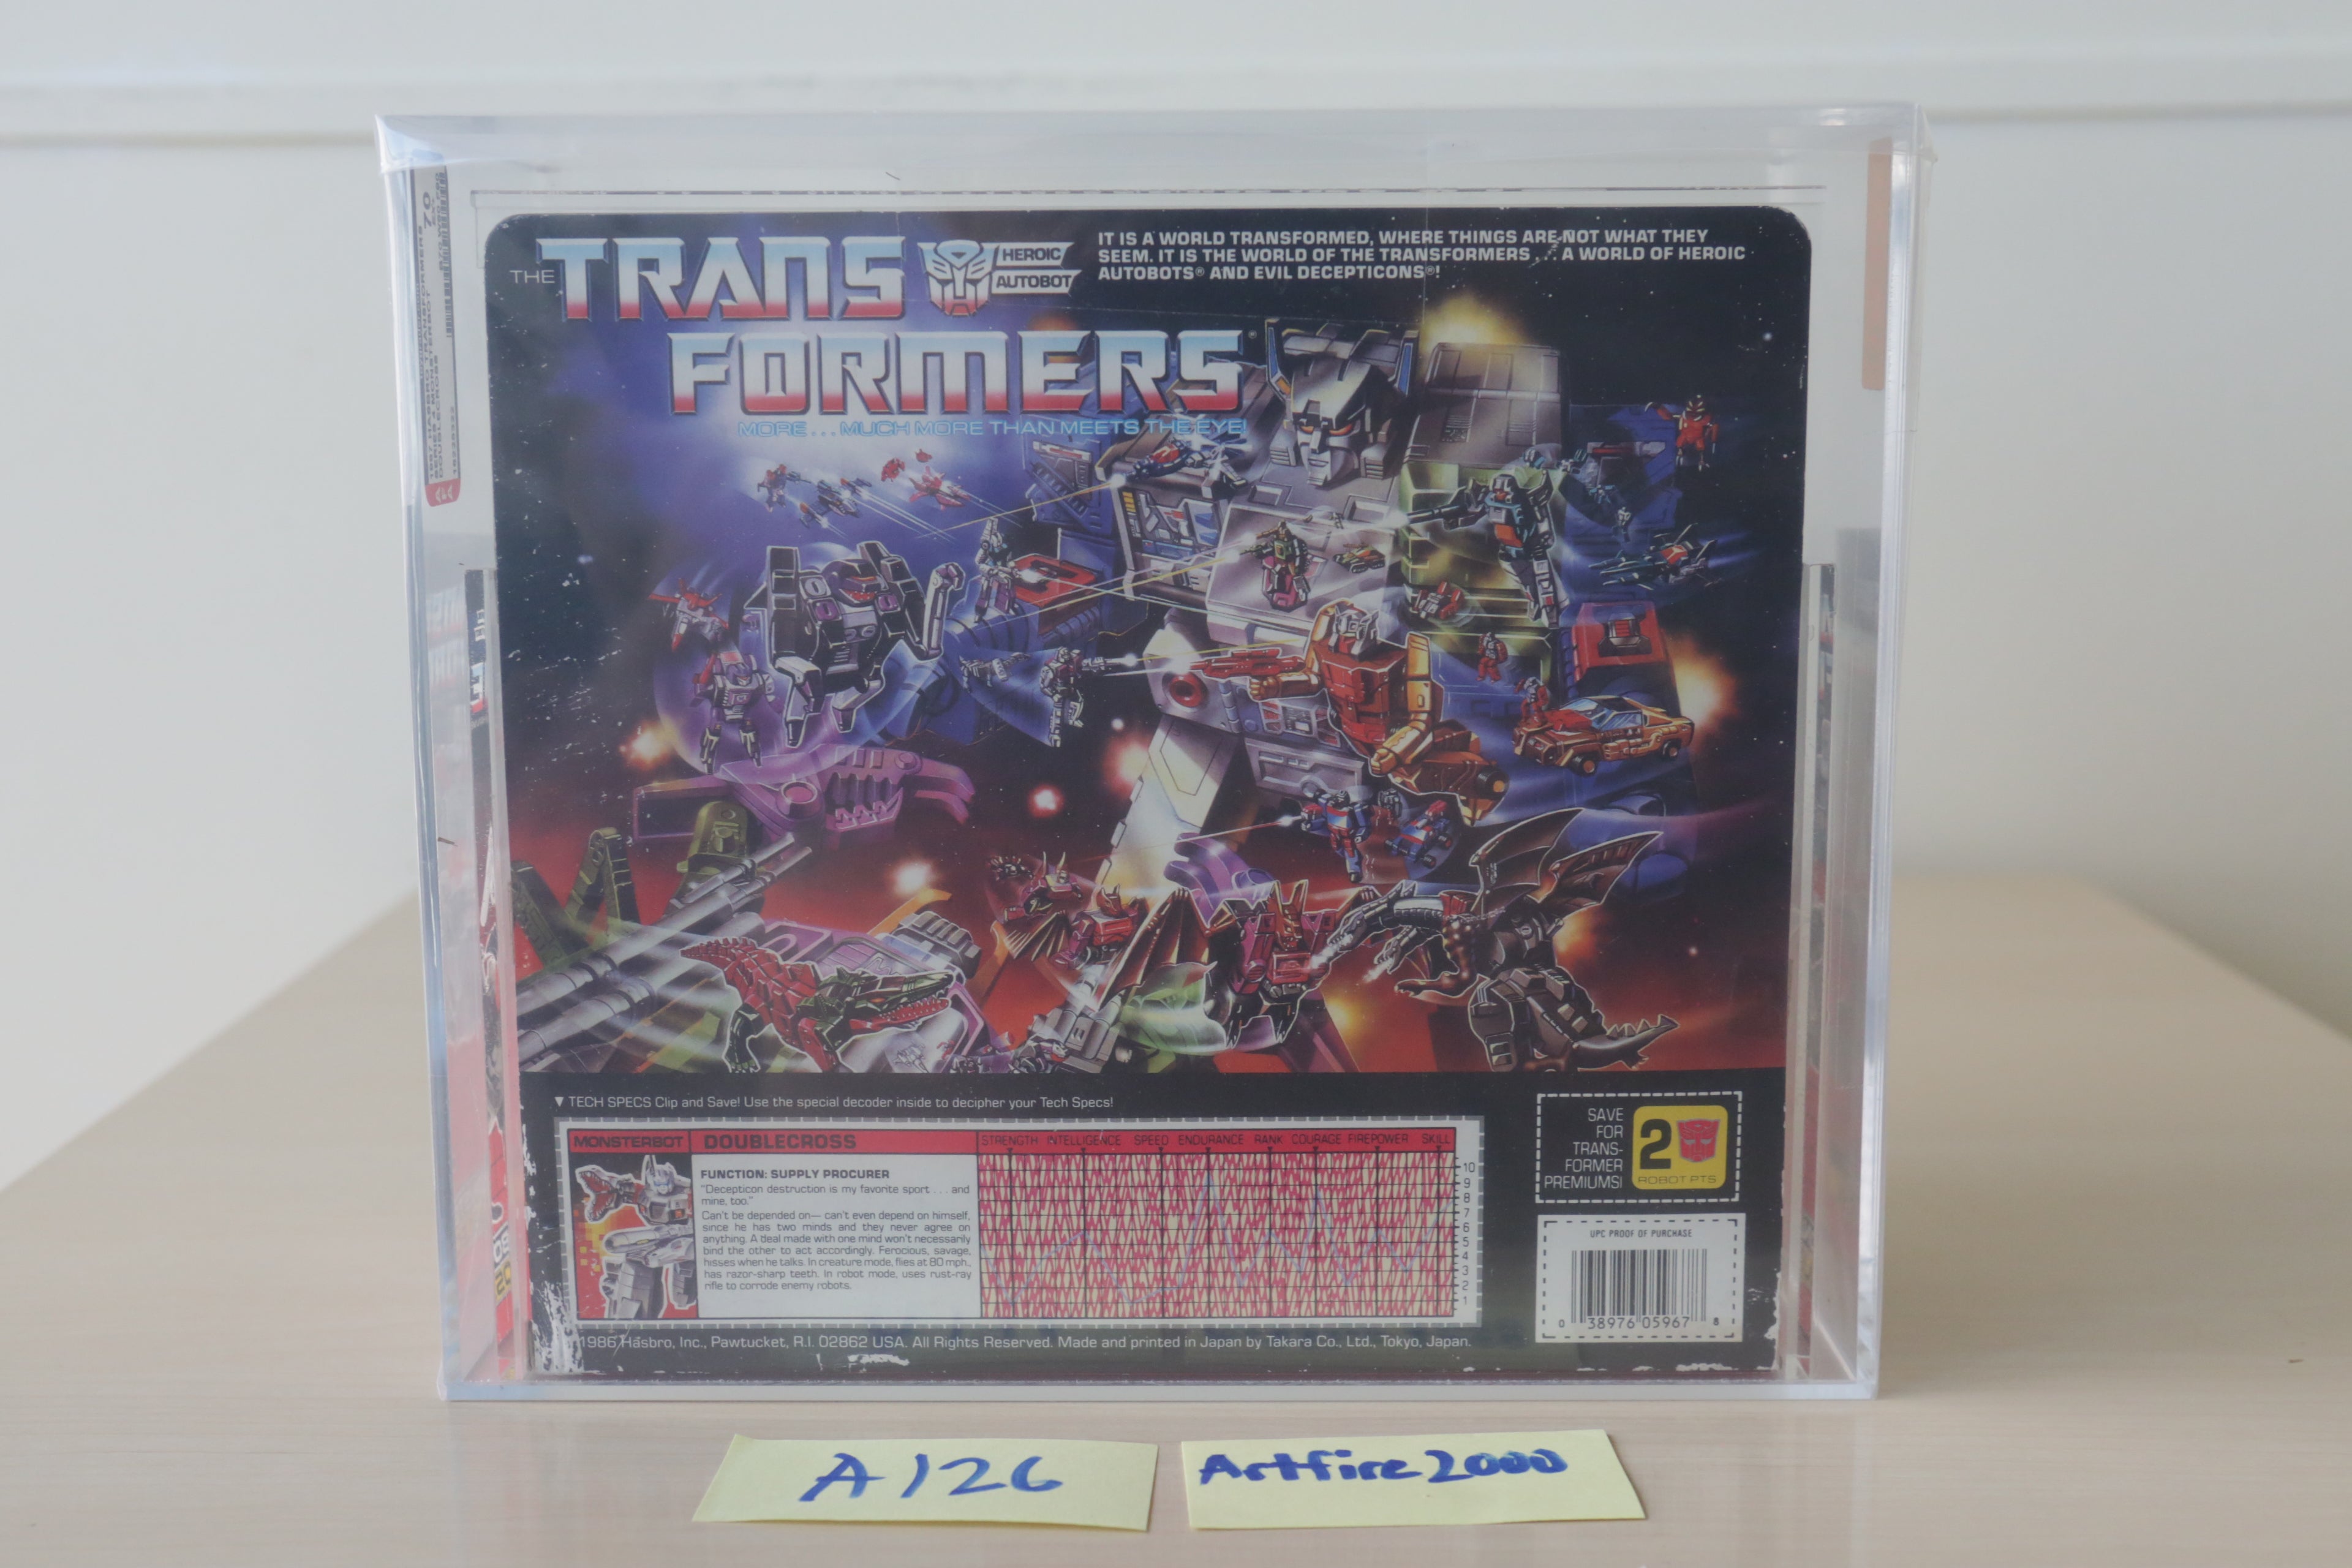 THE TRANS
FORMERS
HEROIC
AUTOBOT
MORE...MUCH MORE THAN MEETS THE EYE!
IT IS A WORLD TRANSFORMED, WHERE THINGS ARE NOT WHAT THEY
SEEM. IT IS THE WORLD OF THE TRANSFORMERS... A WORLD OF HEROIC
AUTOBOTS® AND EVIL DECEPTICONS®!
70
▼ TECH SPECS Clip and Save! Use the special decoder inside to decipher your Tech Specs!
MONSTERBOT DOUBLECROSS
FUNCTION: SUPPLY PROCURER
"Decepticon destruction is my favorite sport . . . and
mine, too."
Can't be depended on— can't even depend on himself,
since he has two minds and they never agree on
anything. A deal made with one mind won't necessarily
bind the other to act accordingly. Ferocious, savage,
hisses when he talks. In creature mode, flies at 80 mph.,
has razor-sharp teeth. In robot mode, uses rust-ray
rifle to corrode enemy robots.
STRENGTH INTELLIGENCE SPEED ENDURANCE RANK COURAGE FIREPOWER SKILL
10
9
8
7
6
5
4
3
2
1
SAVE
FOR
TRANS-
FORMER
PREMIUMS!
2
ROBOT PTS
UPC PROOF OF PURCHASE
0 38976 05967 8
1986 Hasbro, Inc., Pawtucket, R.I. 02862 USA. All Rights Reserved. Made and printed in Japan by Takara Co., Ltd., Tokyo, Japan.
A126
Artfire2000